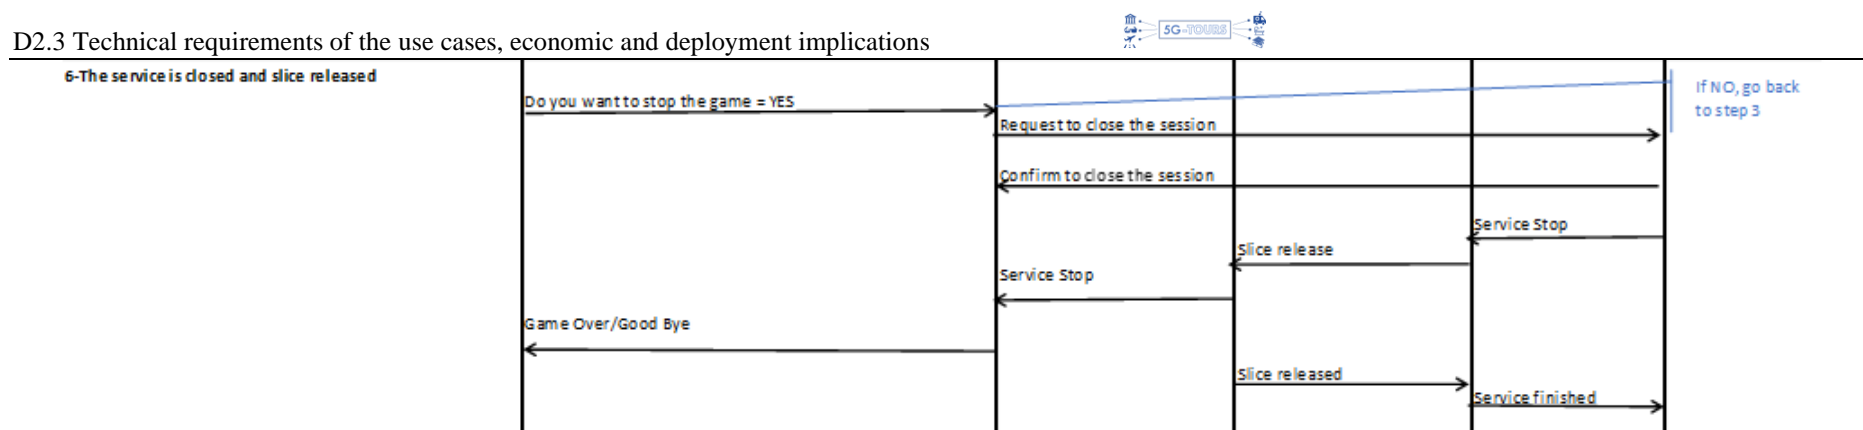 D2.3 Technical requirements of the use cases, economic and deployment implications
5G-TOURS
6-The service is closed and slice released
Do you want to stop the game = YES
If NO, go back
to step 3
Request to close the session
Confirm to close the session
Service Stop
Slice release
Service Stop
Game Over/Good Bye
Slice released
Service finished